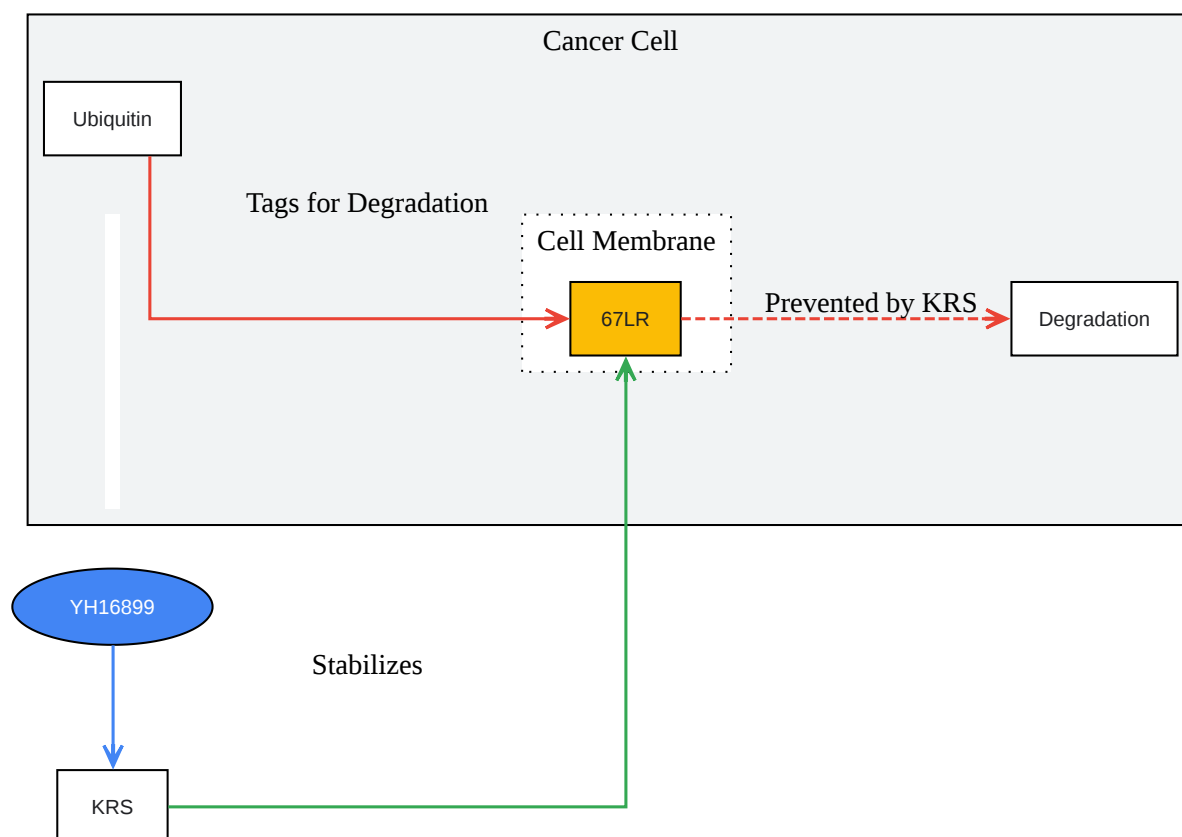 Cancer Cell
Ubiquitin
Tags for Degradation
Cell Membrane
67LR
Prevented by KRS
Degradation
YH16899
Stabilizes
KRS